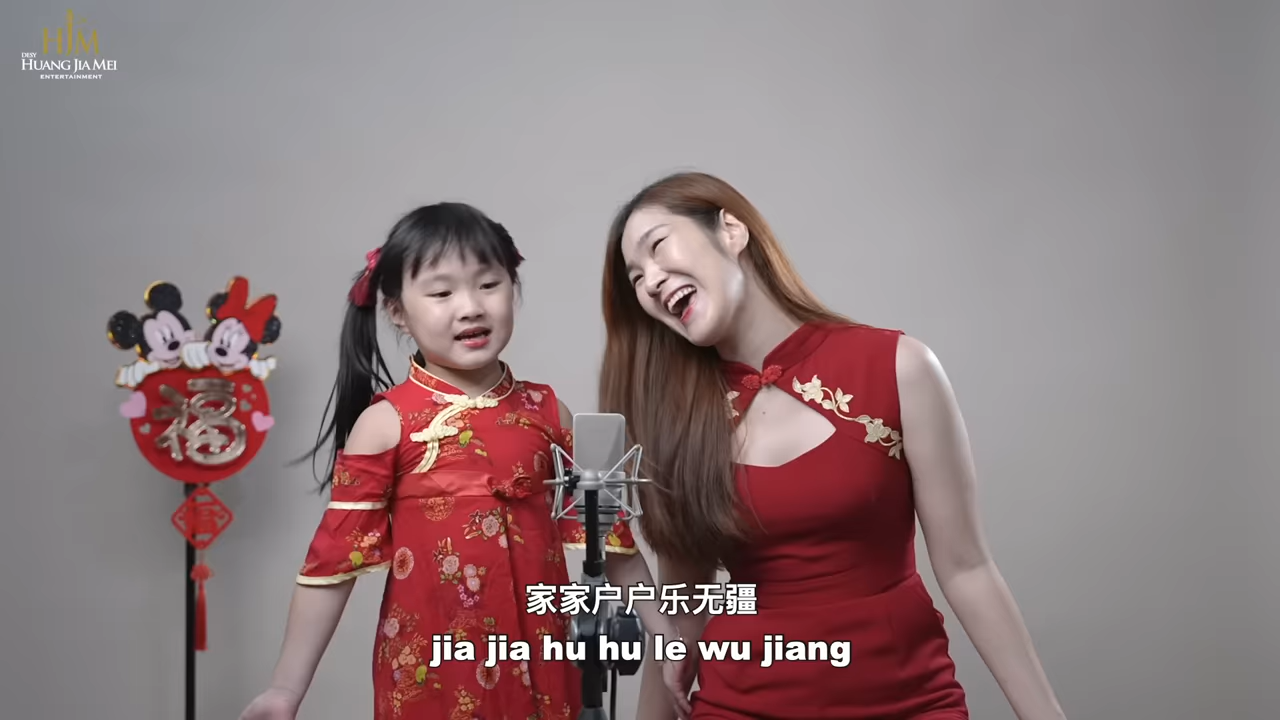 HJM
DESY
HUANG JIA MEI
ENTERTAINMENT
福
家家户户乐无疆
jia jia hu hu le wu jiang